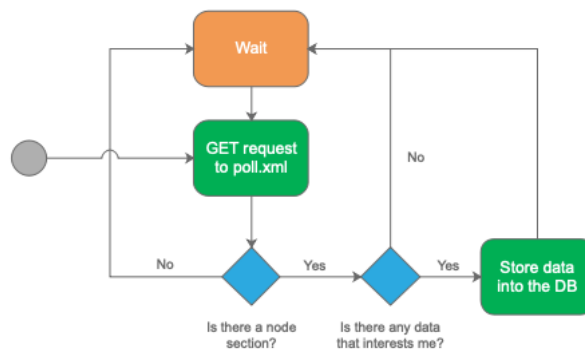 Wait
GET request
to poll.xml
No
No
Yes
Yes
Store data
into the DB
Is there a node
section?
Is there any data
that interests me?